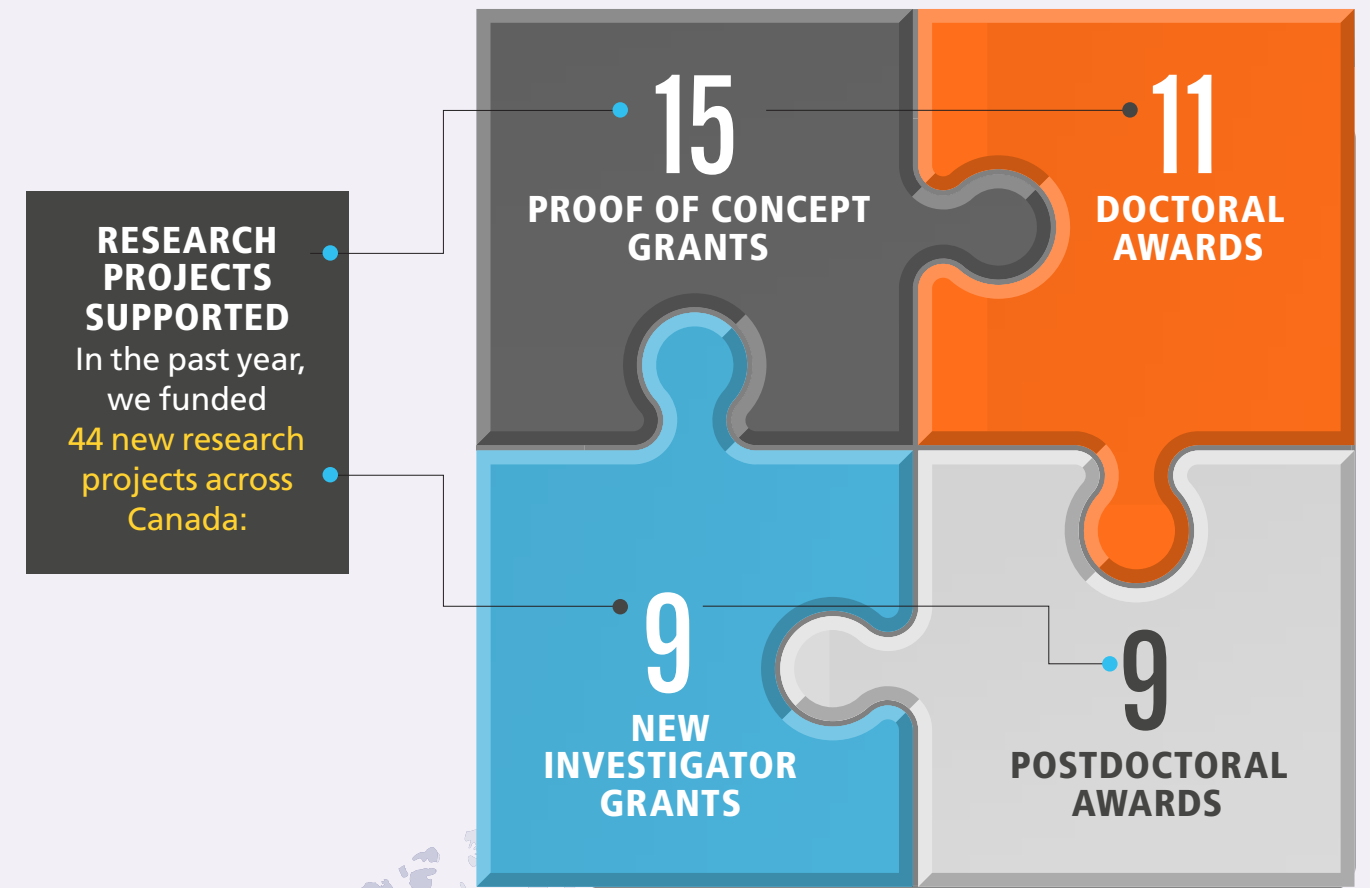 RESEARCH
PROJECTS
SUPPORTED
In the past year,
we funded
44 new research
projects across
Canada:
15
PROOF OF CONCEPT
GRANTS
11
DOCTORAL
AWARDS
9
NEW
INVESTIGATOR
GRANTS
9
POSTDOCTORAL
AWARDS